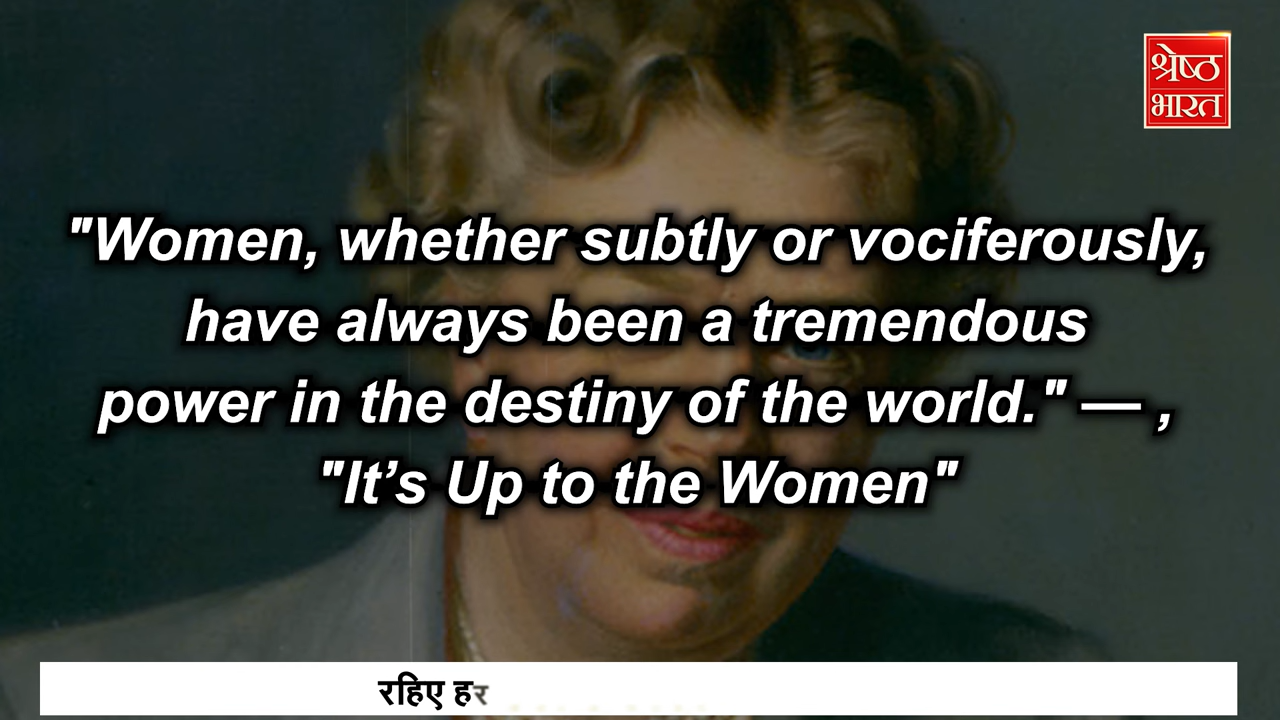 श्रेष्ठ
भारत
"Women, whether subtly or vociferously,
have always been a tremendous
power in the destiny of the world." — ,
"It’s Up to the Women"
रहिए हर